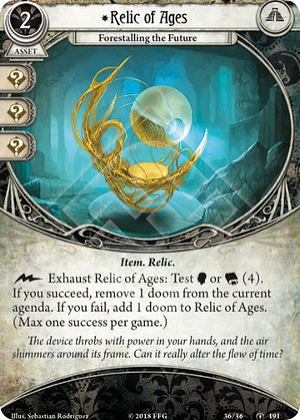 2
*Relic of Ages
Forestalling the Future
ASSET
?
?
?
Item. Relic.
Exhaust Relic of Ages: Test or (4).
If you succeed, remove 1 doom from the current
agenda. If you fail, add 1 doom to Relic of Ages.
(Max one success per game.)
The device throbs with power in your hands, and the air
shimmers around its frame. Can it really alter the flow of time?
Illus. Sebastian Rodriguez © 2018 FFG 36/36 191